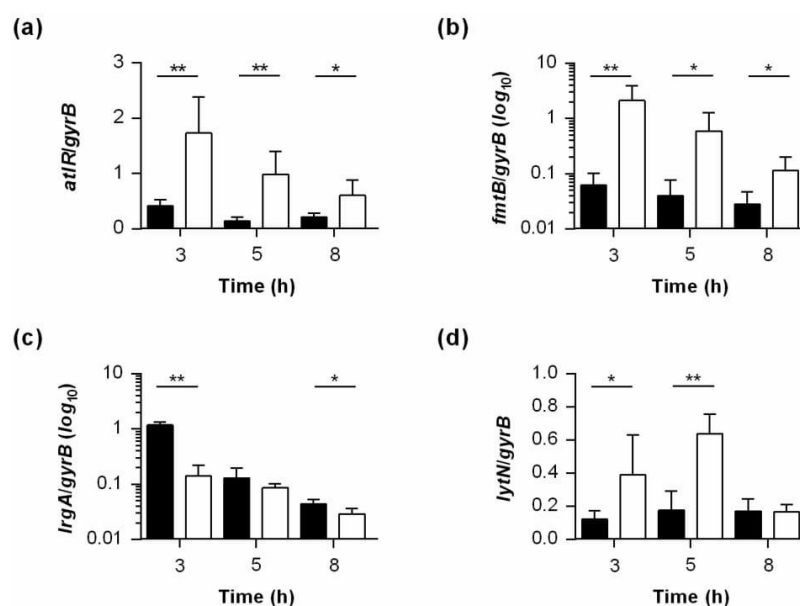 (a)
atlR/gyrB
3
2
1
0
** ** *
3 5 8
Time (h)
(b)
fmtB/gyrB (log10)
10
1
0.1
0.01
** * *
3 5 8
Time (h)
(c)
lrgA/gyrB (log10)
10
1
0.1
0.01
** *
3 5 8
Time (h)
(d)
lytN/gyrB
1.0
0.8
0.6
0.4
0.2
0.0
* **
3 5 8
Time (h)